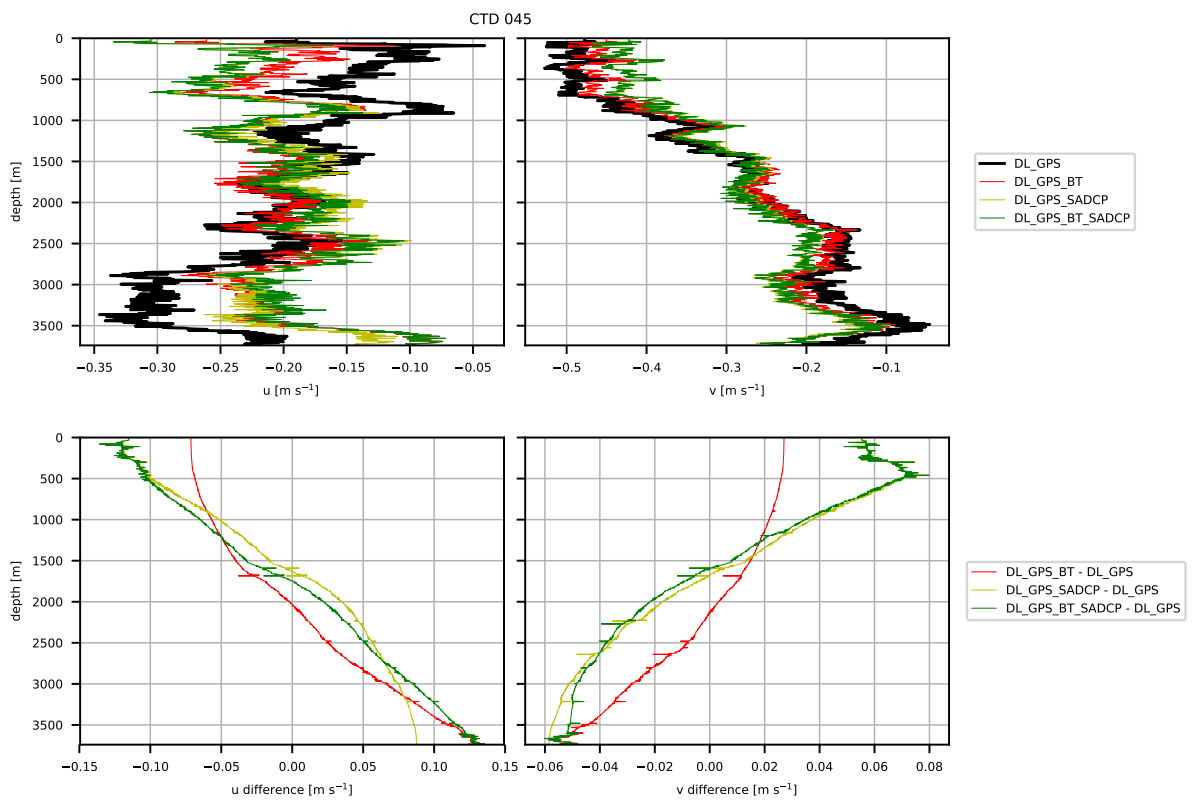 CTD 045
0
500
1000
1500
2000
2500
3000
3500
depth [m]
−0.35 −0.30 −0.25 −0.20 −0.15 −0.10 −0.05
u [m s⁻¹]
−0.5 −0.4 −0.3 −0.2 −0.1
v [m s⁻¹]
DL_GPS
DL_GPS_BT
DL_GPS_SADCP
DL_GPS_BT_SADCP
0
500
1000
1500
2000
2500
3000
3500
depth [m]
−0.15 −0.10 −0.05 0.00 0.05 0.10 0.15
u difference [m s⁻¹]
−0.06 −0.04 −0.02 0.00 0.02 0.04 0.06 0.08
v difference [m s⁻¹]
DL_GPS_BT - DL_GPS
DL_GPS_SADCP - DL_GPS
DL_GPS_BT_SADCP - DL_GPS